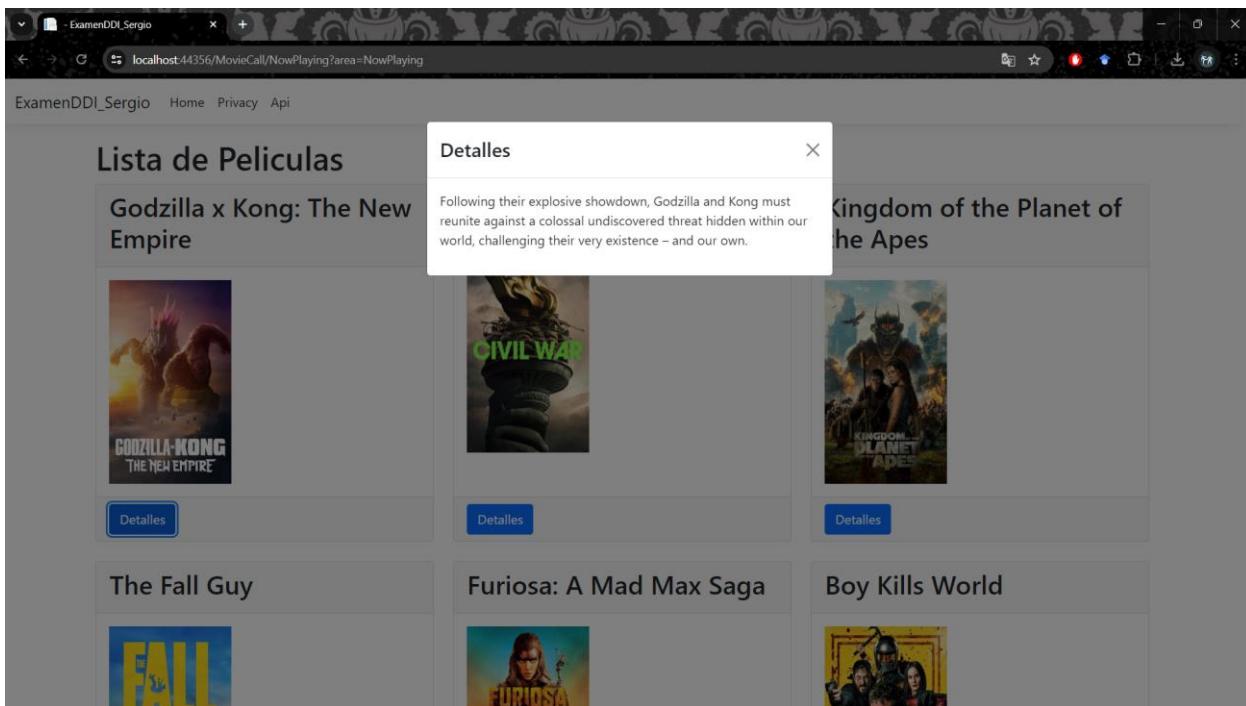 - ExamenDDI_Sergio
localhost:44356/MovieCall/NowPlaying?area=NowPlaying
ExamenDDI_Sergio Home Privacy Api
Lista de Peliculas
Detalles
Following their explosive showdown, Godzilla and Kong must
reunite against a colossal undiscovered threat hidden within our
world, challenging their very existence – and our own.
Godzilla x Kong: The New
Empire
Kingdom of the Planet of
the Apes
GODZILLA-KONG
THE NEW EMPIRE
CIVIL WAR
KINGDOM
PLANET
APES
Detalles
Detalles
Detalles
The Fall Guy
Furiosa: A Mad Max Saga
Boy Kills World
THE
FALL
FURIOSA